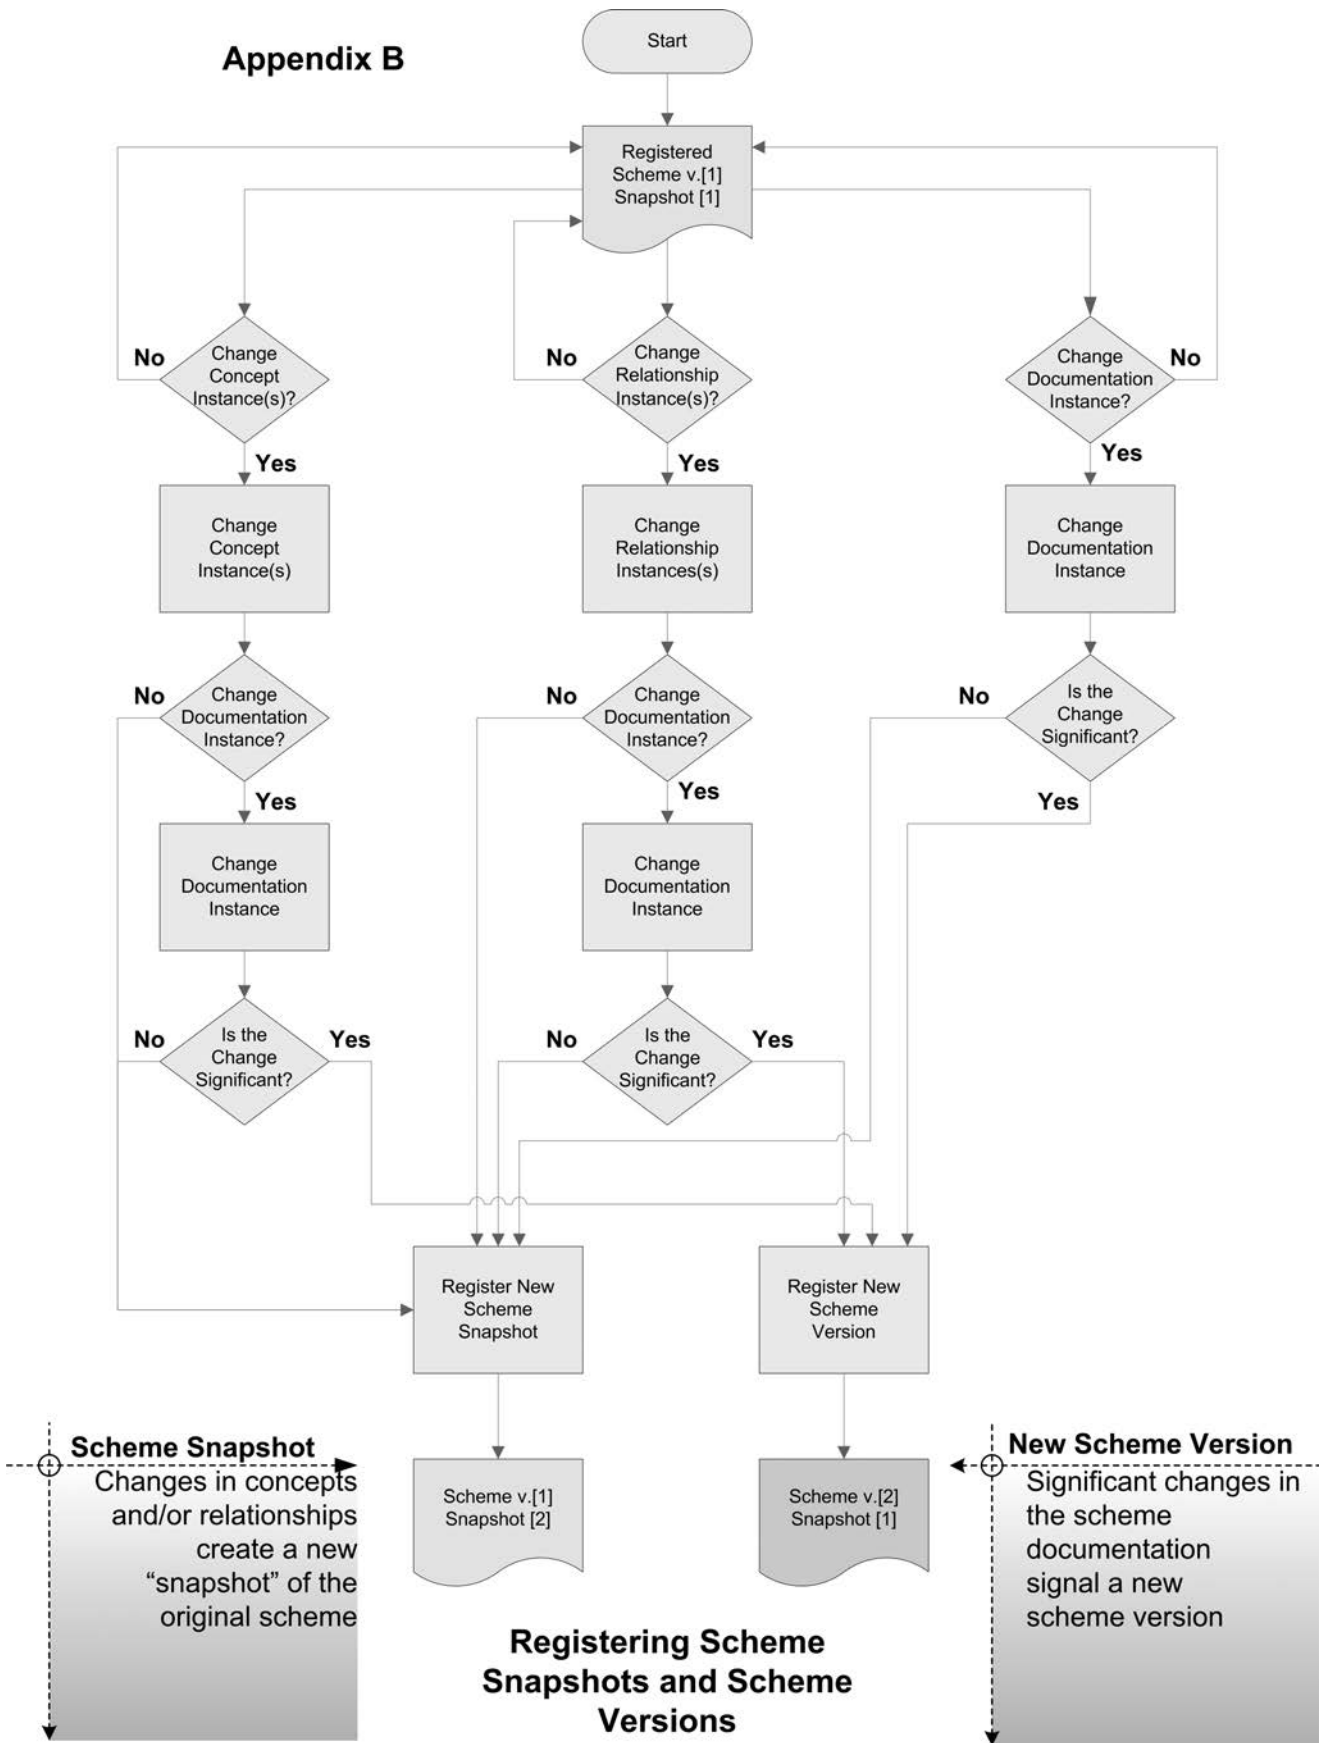 Appendix B
Start
Registered
Scheme v.[1]
Snapshot [1]
No
Change
Concept
Instance(s)?
No
Change
Relationship
Instance(s)?
Change
Documentation
Instance?
No
Yes
Yes
Yes
Change
Concept
Instance(s)
Change
Relationship
Instances(s)
Change
Documentation
Instance
No
Change
Documentation
Instance?
No
Change
Documentation
Instance?
No
Is the
Change
Significant?
Yes
Yes
Yes
Change
Documentation
Instance
Change
Documentation
Instance
No
Is the
Change
Significant?
Yes
No
Is the
Change
Significant?
Yes
Register New
Scheme
Snapshot
Register New
Scheme
Version
Scheme Snapshot
Changes in concepts
and/or relationships
create a new
“snapshot” of the
original scheme
Scheme v.[1]
Snapshot [2]
Scheme v.[2]
Snapshot [1]
New Scheme Version
Significant changes in
the scheme
documentation
signal a new
scheme version
Registering Scheme
Snapshots and Scheme
Versions